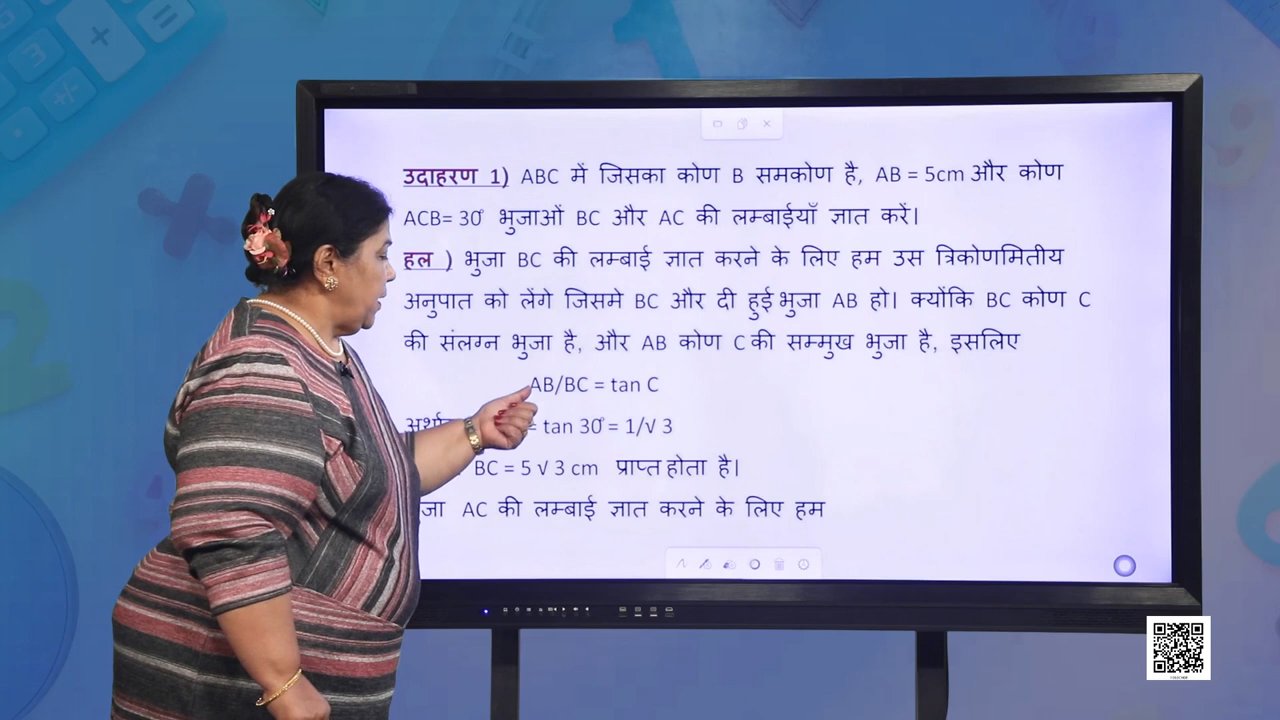 उदाहरण 1) ABC में जिसका कोण B समकोण है, AB = 5cm और कोण
ACB= 30° भुजाओं BC और AC की लम्बाईयाँ ज्ञात करें।
हल ) भुजा BC की लम्बाई ज्ञात करने के लिए हम उस त्रिकोणमितीय
अनुपात को लेंगे जिसमे BC और दी हुई भुजा AB हो। क्योंकि BC कोण C
की संलग्न भुजा है, और AB कोण C की सम्मुख भुजा है, इसलिए
AB/BC = tan C
= tan 30° = 1/√ 3
BC = 5 √ 3 cm प्राप्त होता है।
AC की लम्बाई ज्ञात करने के लिए हम